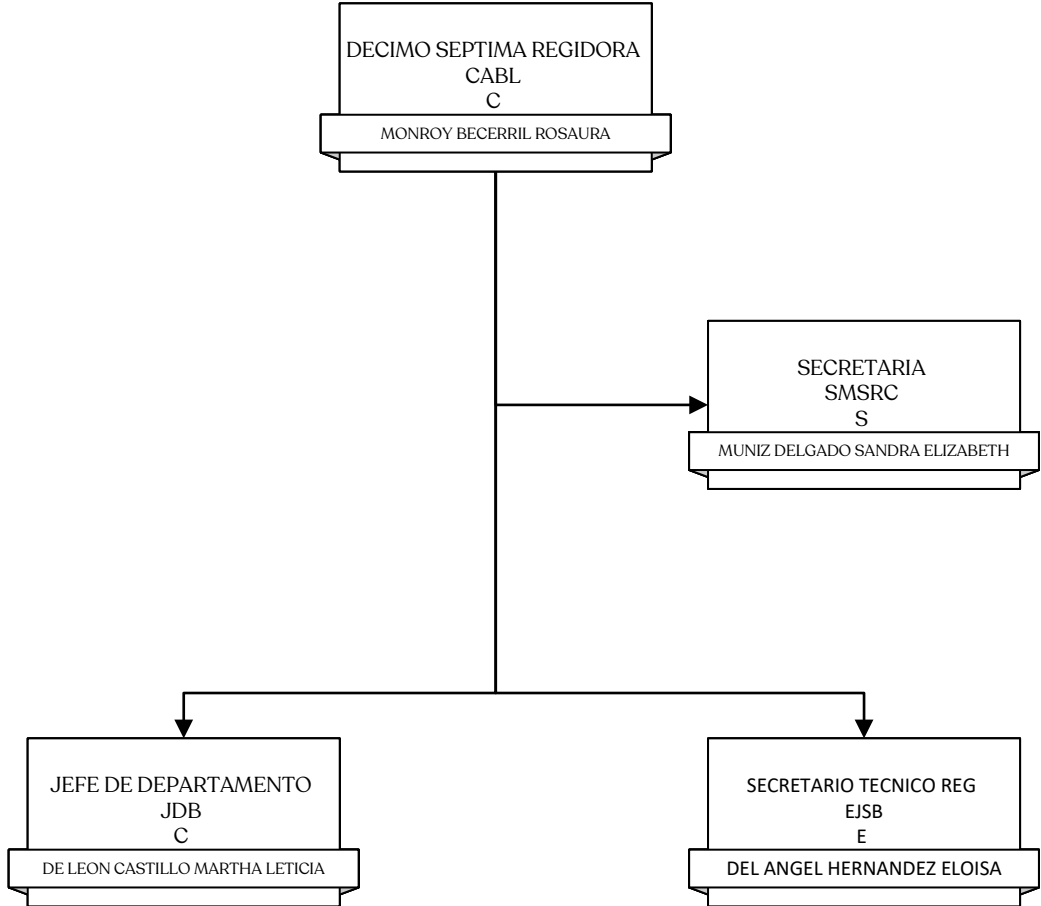 DECIMO SEPTIMA REGIDORA
CABL
C
MONROY BECERRIL ROSAURA
SECRETARIA
SMSRC
S
MUNIZ DELGADO SANDRA ELIZABETH
JEFE DE DEPARTAMENTO
JDB
C
DE LEON CASTILLO MARTHA LETICIA
SECRETARIO TECNICO REG
EJSB
E
DEL ANGEL HERNANDEZ ELOISA